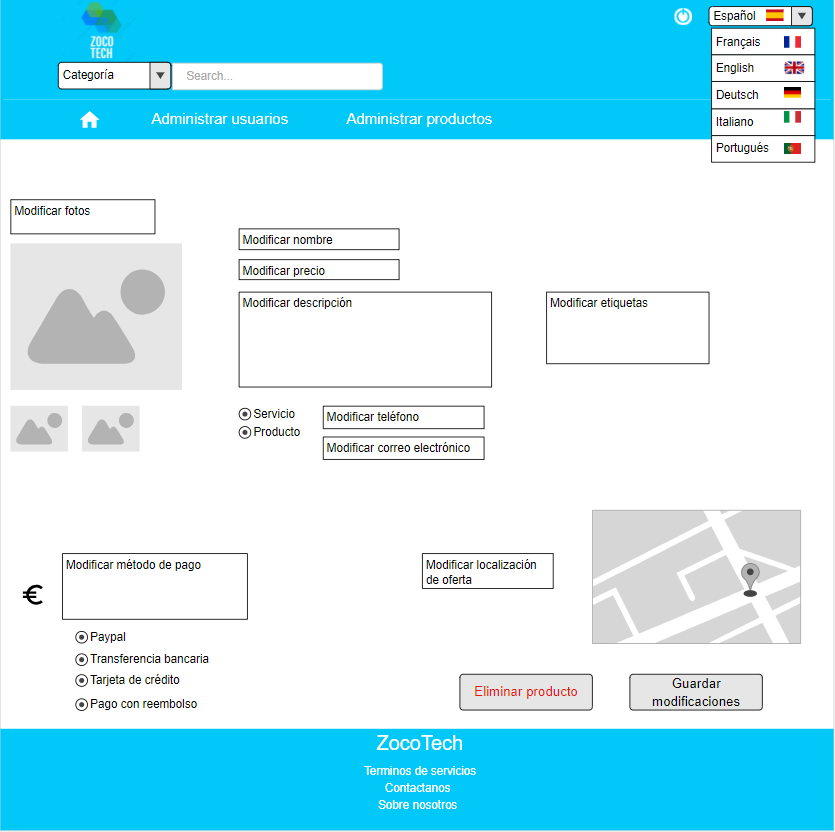 ZOCO
TECH
Español
Français
English
Deutsch
Italiano
Portugués
Categoría
Search...
Administrar usuarios
Administrar productos
Modificar fotos
Modificar nombre
Modificar precio
Modificar descripción
Modificar etiquetas
Servicio
Producto
Modificar teléfono
Modificar correo electrónico
€
Modificar método de pago
Modificar localización
de oferta
Paypal
Transferencia bancaria
Tarjeta de crédito
Pago con reembolso
Eliminar producto
Guardar
modificaciones
ZocoTech
Terminos de servicios
Contactanos
Sobre nosotros